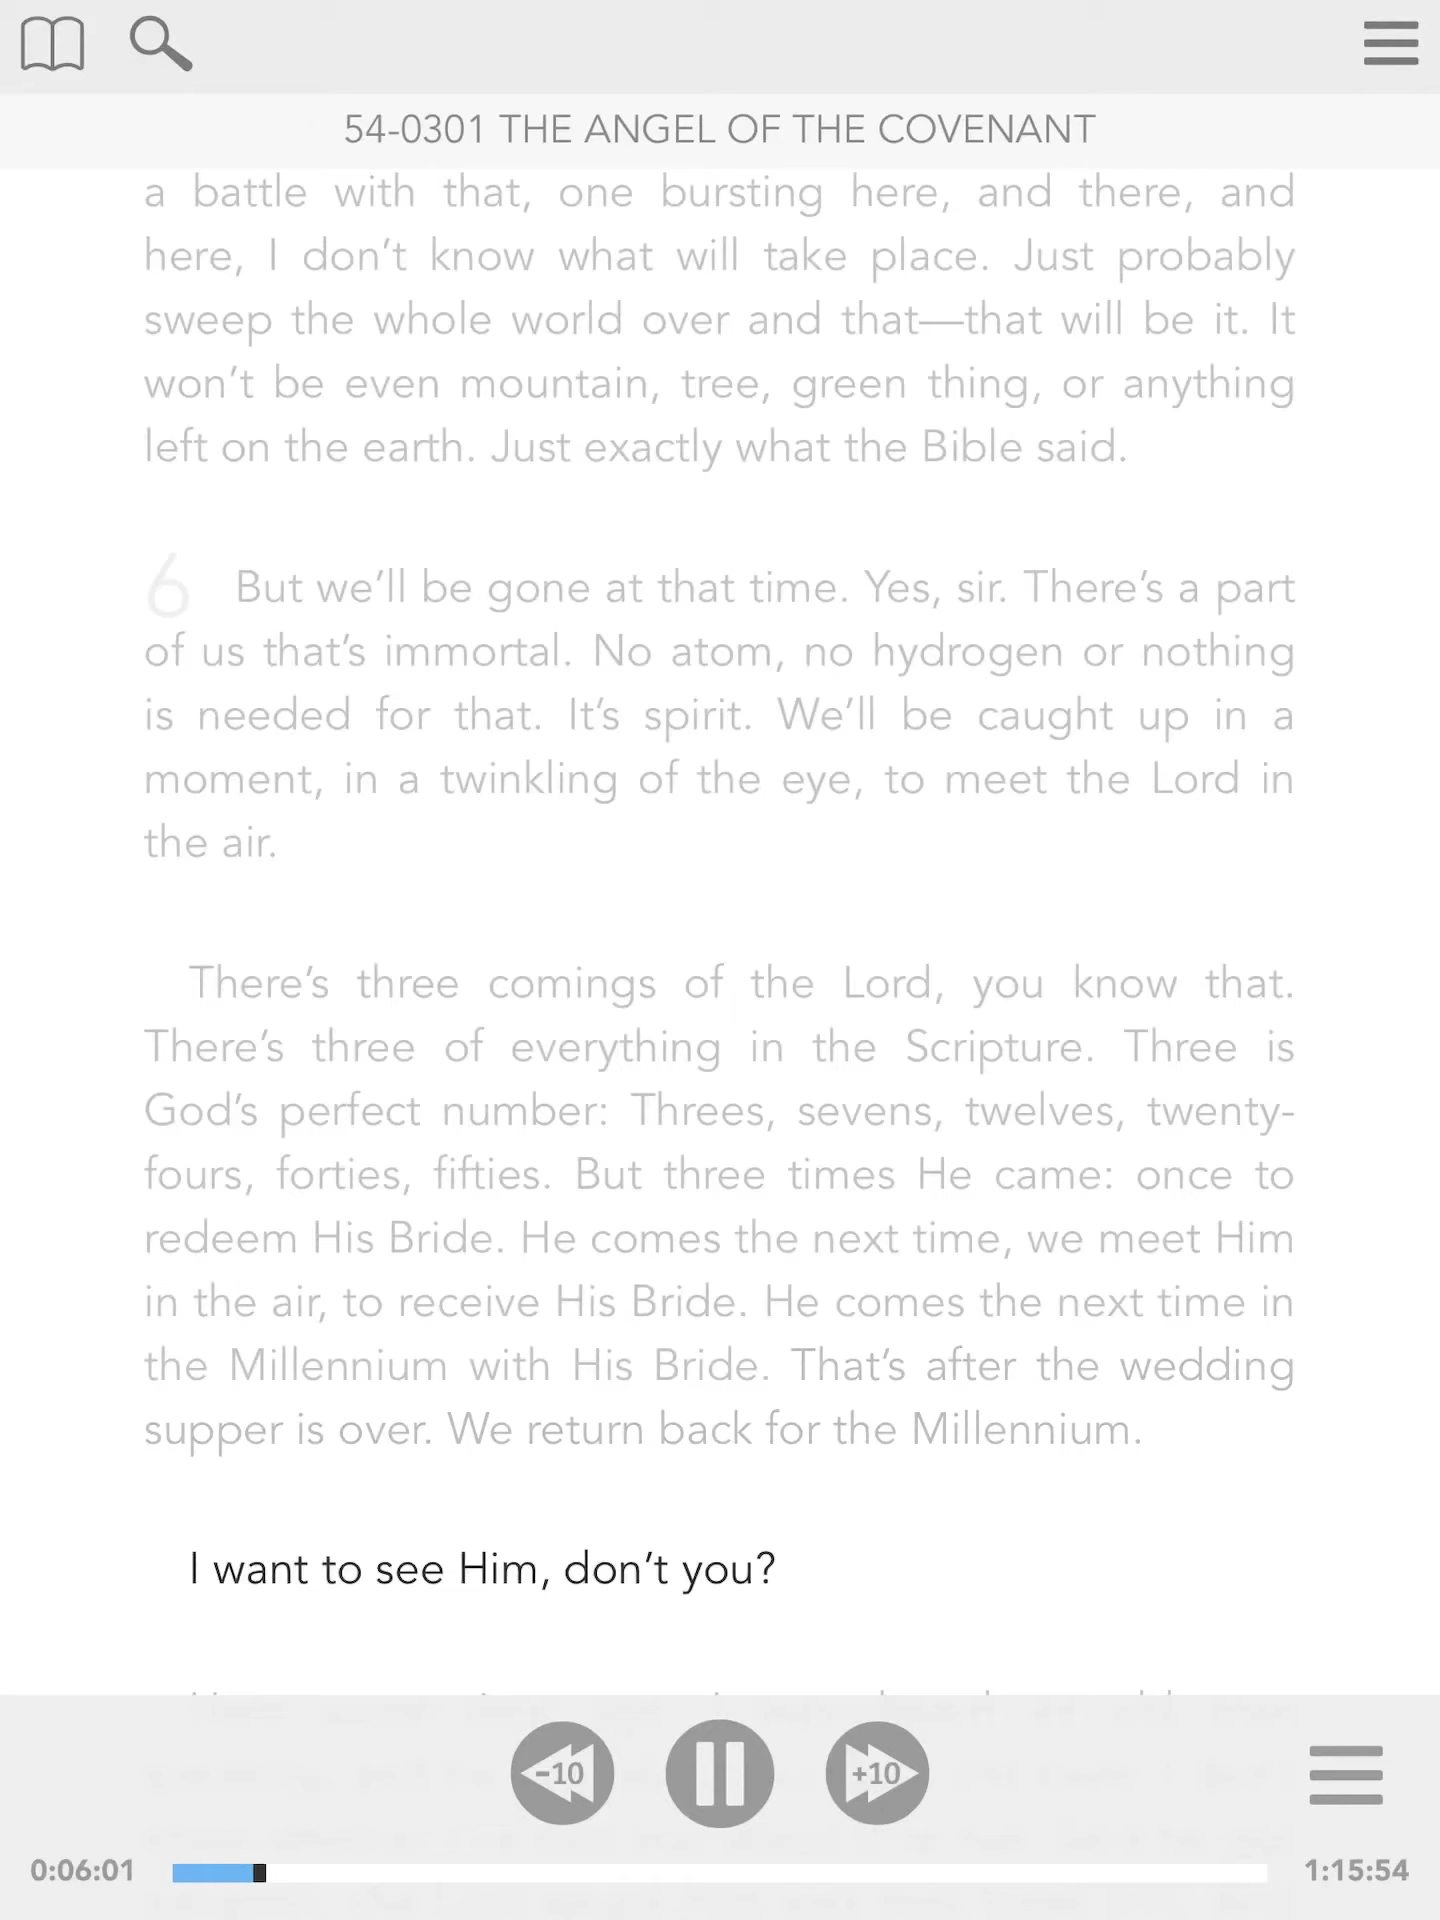 54-0301 THE ANGEL OF THE COVENANT
a battle with that, one bursting here, and there, and
here, I don’t know what will take place. Just probably
sweep the whole world over and that—that will be it. It
won’t be even mountain, tree, green thing, or anything
left on the earth. Just exactly what the Bible said.
6 But we’ll be gone at that time. Yes, sir. There’s a part
of us that’s immortal. No atom, no hydrogen or nothing
is needed for that. It’s spirit. We’ll be caught up in a
moment, in a twinkling of the eye, to meet the Lord in
the air.
There’s three comings of the Lord, you know that.
There’s three of everything in the Scripture. Three is
God’s perfect number: Threes, sevens, twelves, twenty-
fours, forties, fifties. But three times He came: once to
redeem His Bride. He comes the next time, we meet Him
in the air, to receive His Bride. He comes the next time in
the Millennium with His Bride. That’s after the wedding
supper is over. We return back for the Millennium.
I want to see Him, don’t you?
-10 +10
0:06:01 1:15:54